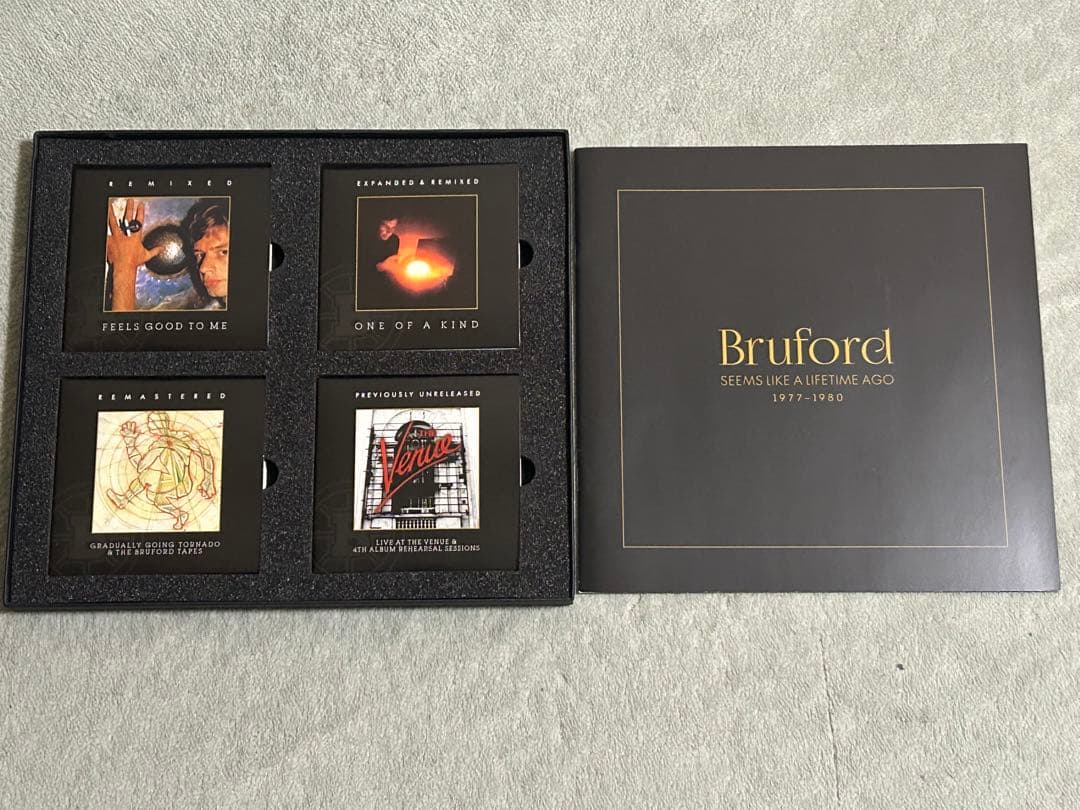 REMIXED
FEELS GOOD TO ME
EXPANDED & REMIXED
ONE OF A KIND
REMASTERED
GRADUALLY GOING TORNADO
& THE BRUFORD TAPES
PREVIOUSLY UNRELEASED
THE
Venue
LIVE AT THE VENUE &
4TH ALBUM REHEARSAL SESSIONS
Bruford
SEEMS LIKE A LIFETIME AGO
1977–1980